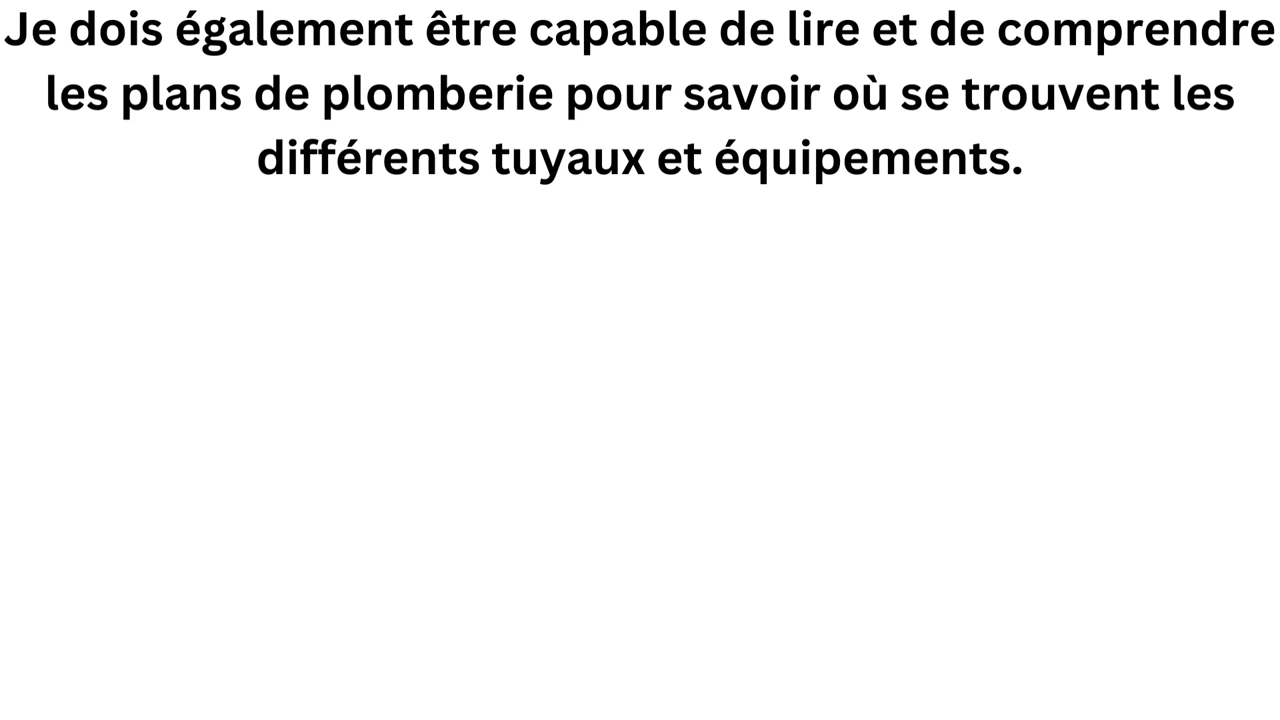 Je dois également être capable de lire et de comprendre
les plans de plomberie pour savoir où se trouvent les
différents tuyaux et équipements.